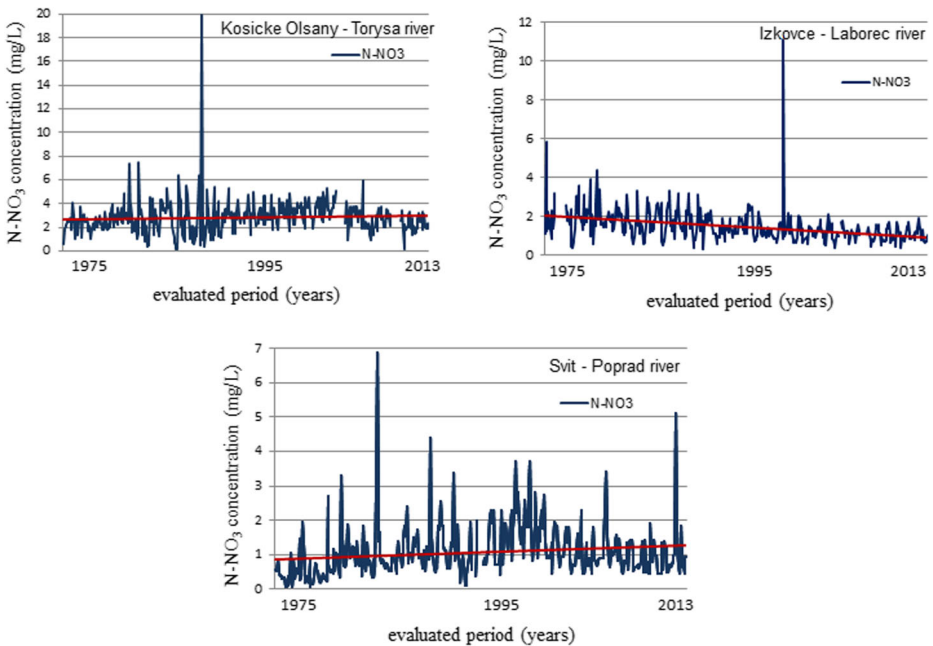 Kosicke Olsany - Torysa river
N-NO3
N-NO3 concentration (mg/L)
20
18
16
14
12
10
8
6
4
2
0
1975 1995 2013
evaluated period (years)
Izkovce - Laborec river
N-NO3
N-NO3 concentration (mg/L)
12
10
8
6
4
2
0
1975 1995 2013
evaluated period (years)
Svit - Poprad river
N-NO3
N-NO3 concentration (mg/L)
7
6
5
4
3
2
1
0
1975 1995 2013
evaluated period (years)